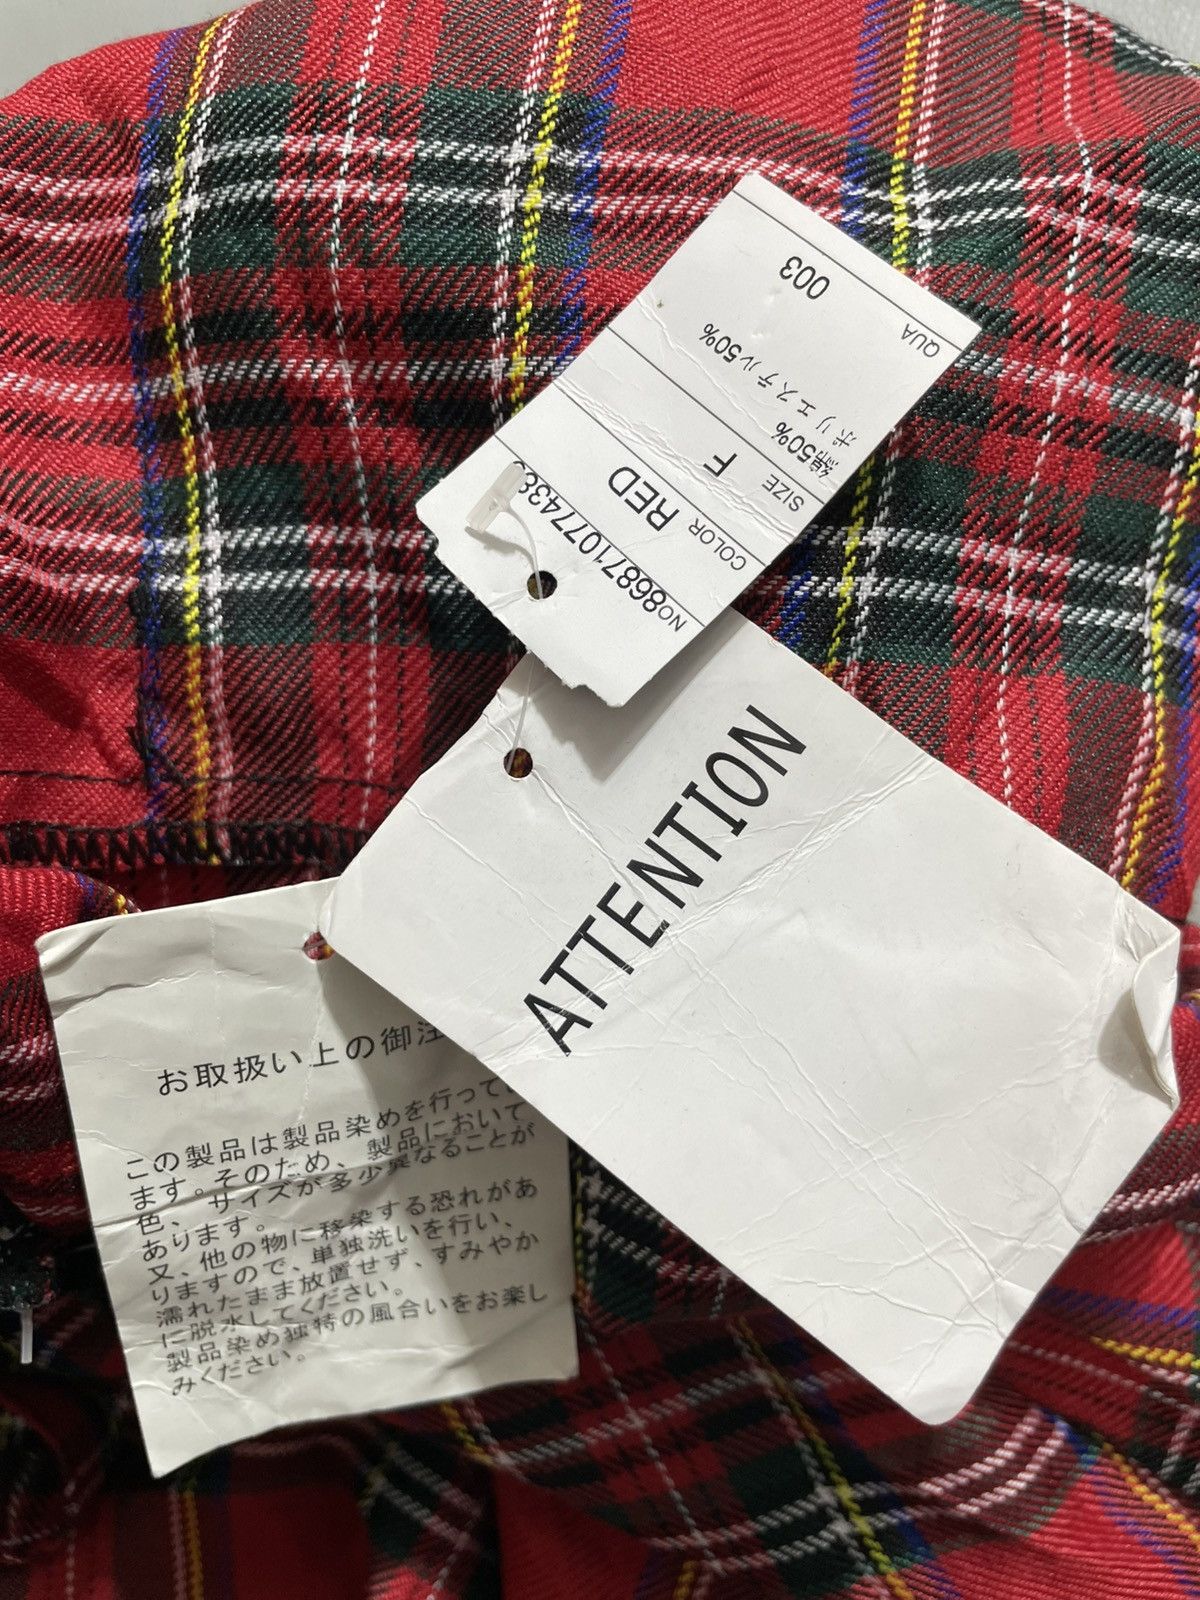 NO86871077438
COLOR RED
SIZE F
綿50%
ポリエステル50%
QUA
003
ATTENTION
お取扱い上の御注
この製品は製品染めを行ってい
ます。そのため、製品において
色、サイズが多少異なることが
あります。
又、他の物に移染する恐れがあ
りますので、単独洗いを行い、
濡れたまま放置せず、すみやか
に脱水してください。
製品染め独特の風合いをお楽し
みください。